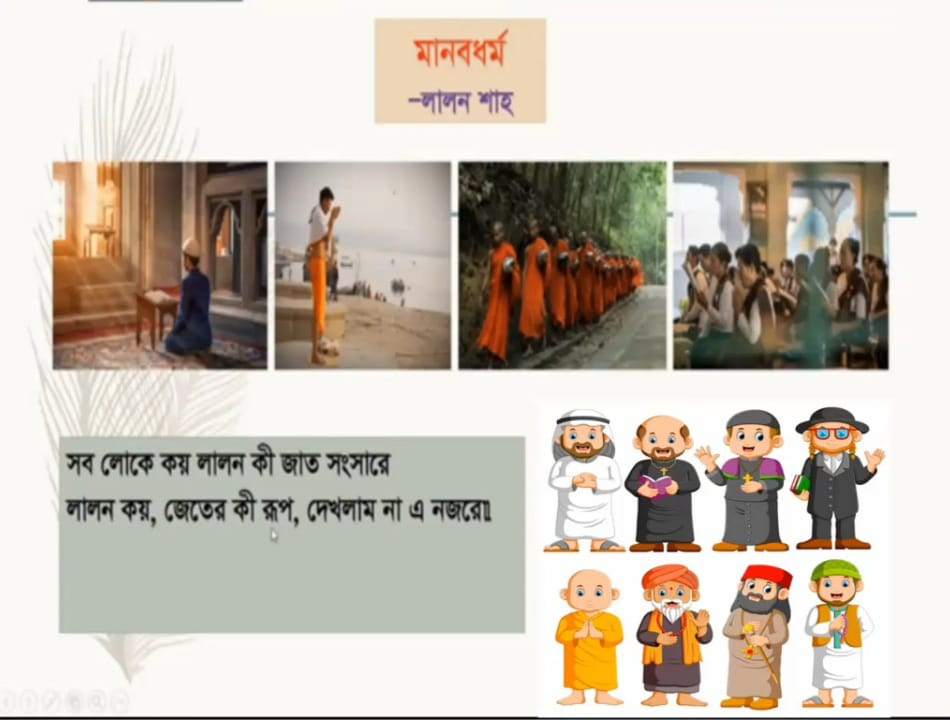 মানবধর্ম
–লালন শাহ
সব লোকে কয় লালন কী জাত সংসারে
লালন কয়, জেতের কী রূপ, দেখলাম না এ নজরে॥